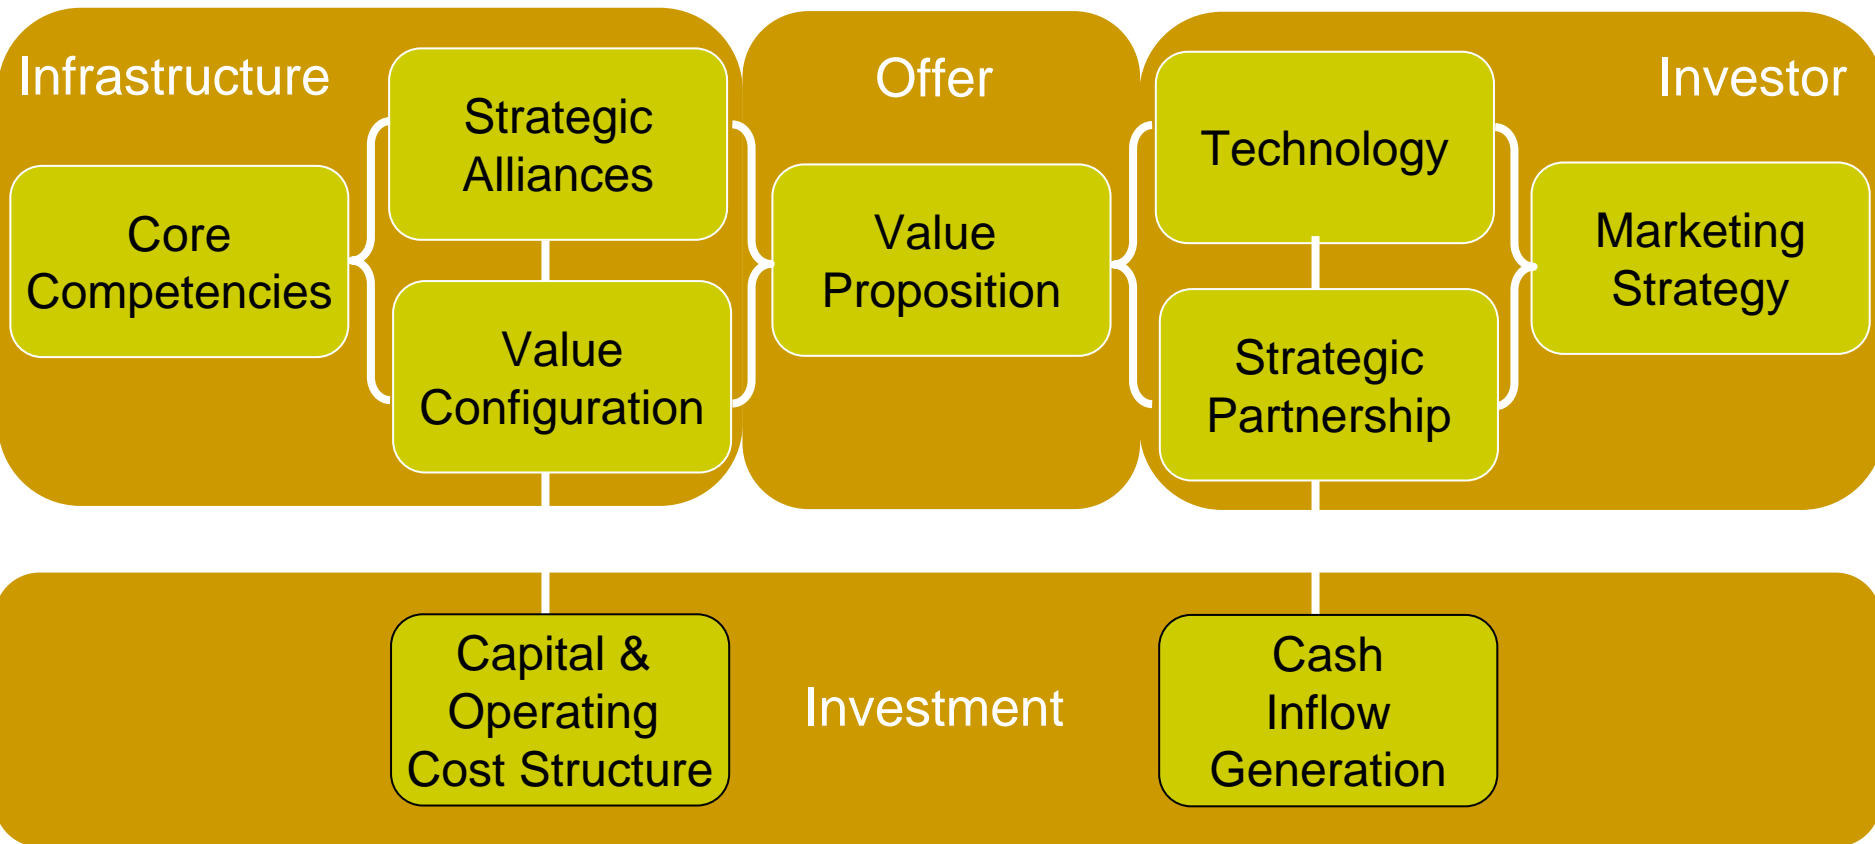 Infrastructure
Strategic
Alliances
Core
Competencies
Value
Configuration
Offer
Value
Proposition
Investor
Technology
Strategic
Partnership
Marketing
Strategy
Capital &
Operating
Cost Structure
Investment
Cash
Inflow
Generation